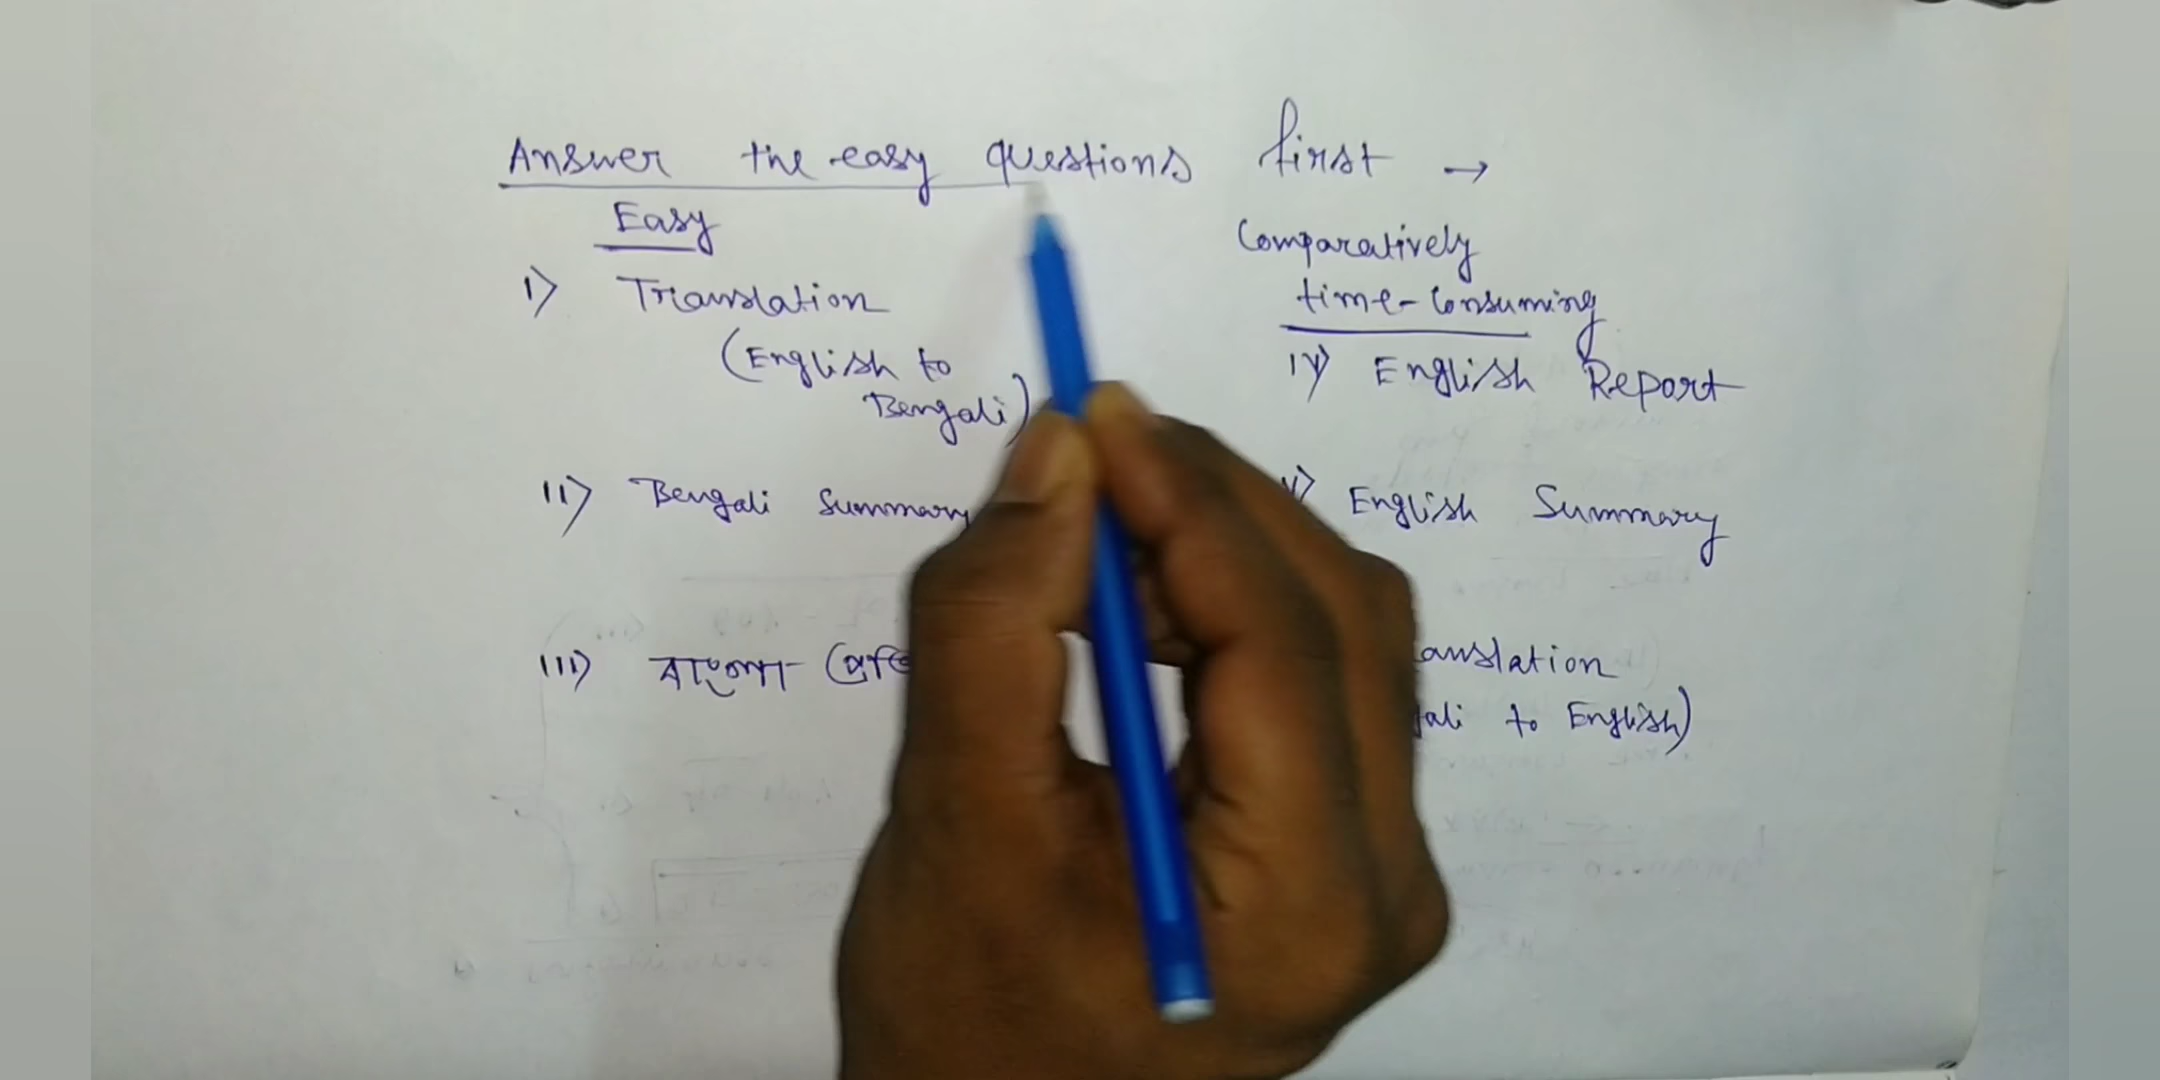 Answer the easy questions first →
Easy
I) Translation
(English to
Bengali)
II) Bengali Summary
III) বাংলা
Comparatively
time-consuming
IV) English Report
V) English Summary
anslation
to English)